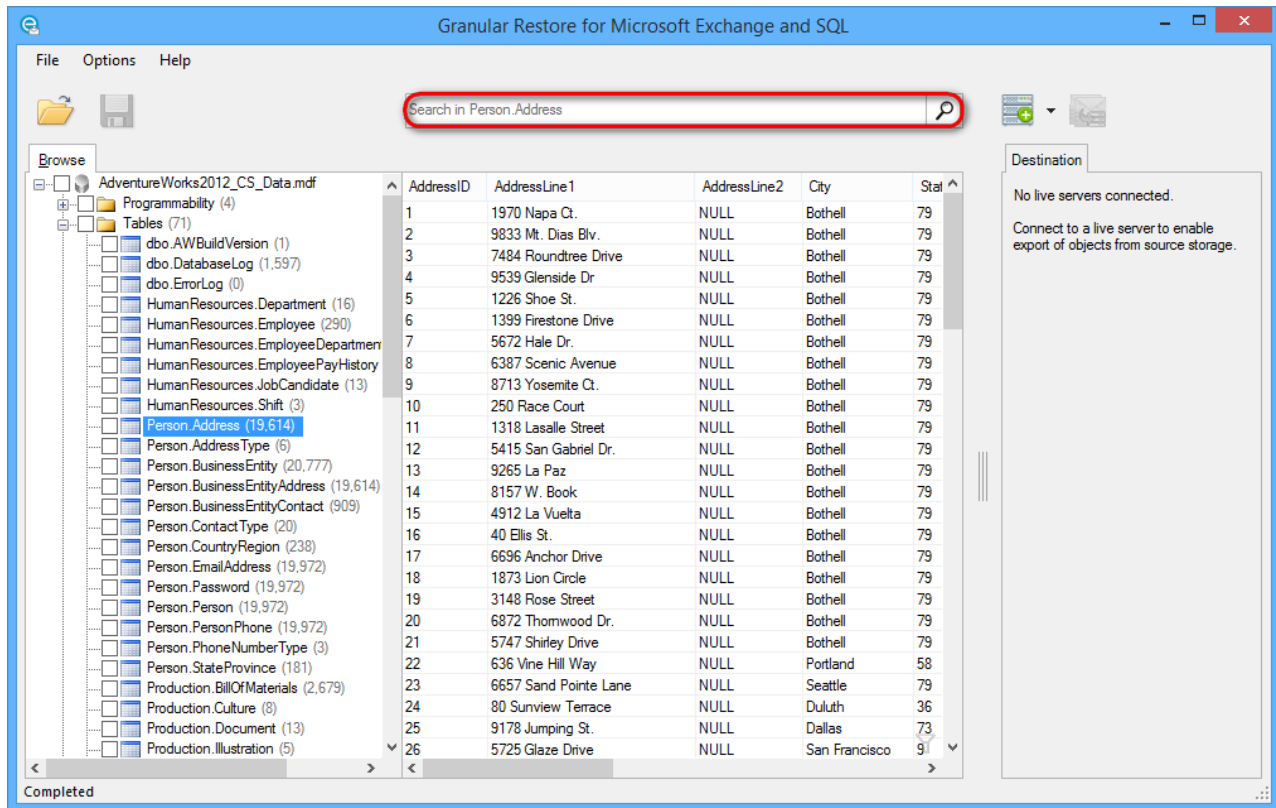 Granular Restore for Microsoft Exchange and SQL
File Options Help
Search in Person.Address
Browse
AdventureWorks2012_CS_Data.mdf
Programmability (4)
Tables (71)
dbo.AWBuildVersion (1)
dbo.DatabaseLog (1,597)
dbo.ErrorLog (0)
HumanResources.Department (16)
HumanResources.Employee (290)
HumanResources.EmployeeDepartment
HumanResources.EmployeePayHistory
HumanResources.JobCandidate (13)
HumanResources.Shift (3)
Person.Address (19,614)
Person.AddressType (6)
Person.BusinessEntity (20,777)
Person.BusinessEntityAddress (19,614)
Person.BusinessEntityContact (909)
Person.ContactType (20)
Person.CountryRegion (238)
Person.EmailAddress (19,972)
Person.Password (19,972)
Person.Person (19,972)
Person.PersonPhone (19,972)
Person.PhoneNumberType (3)
Person.StateProvince (181)
Production.BillOfMaterials (2,679)
Production.Culture (8)
Production.Document (13)
Production.Illustration (5)
AddressID AddressLine1 AddressLine2 City Stat
1 1970 Napa Ct. NULL Bothell 79
2 9833 Mt. Dias Blv. NULL Bothell 79
3 7484 Roundtree Drive NULL Bothell 79
4 9539 Glenside Dr NULL Bothell 79
5 1226 Shoe St. NULL Bothell 79
6 1399 Firestone Drive NULL Bothell 79
7 5672 Hale Dr. NULL Bothell 79
8 6387 Scenic Avenue NULL Bothell 79
9 8713 Yosemite Ct. NULL Bothell 79
10 250 Race Court NULL Bothell 79
11 1318 Lasalle Street NULL Bothell 79
12 5415 San Gabriel Dr. NULL Bothell 79
13 9265 La Paz NULL Bothell 79
14 8157 W. Book NULL Bothell 79
15 4912 La Vuelta NULL Bothell 79
16 40 Ellis St. NULL Bothell 79
17 6696 Anchor Drive NULL Bothell 79
18 1873 Lion Circle NULL Bothell 79
19 3148 Rose Street NULL Bothell 79
20 6872 Thornwood Dr. NULL Bothell 79
21 5747 Shirley Drive NULL Bothell 79
22 636 Vine Hill Way NULL Portland 58
23 6657 Sand Pointe Lane NULL Seattle 79
24 80 Sunview Terrace NULL Duluth 36
25 9178 Jumping St. NULL Dallas 73
26 5725 Glaze Drive NULL San Francisco 9
Destination
No live servers connected.
Connect to a live server to enable
export of objects from source storage.
Completed